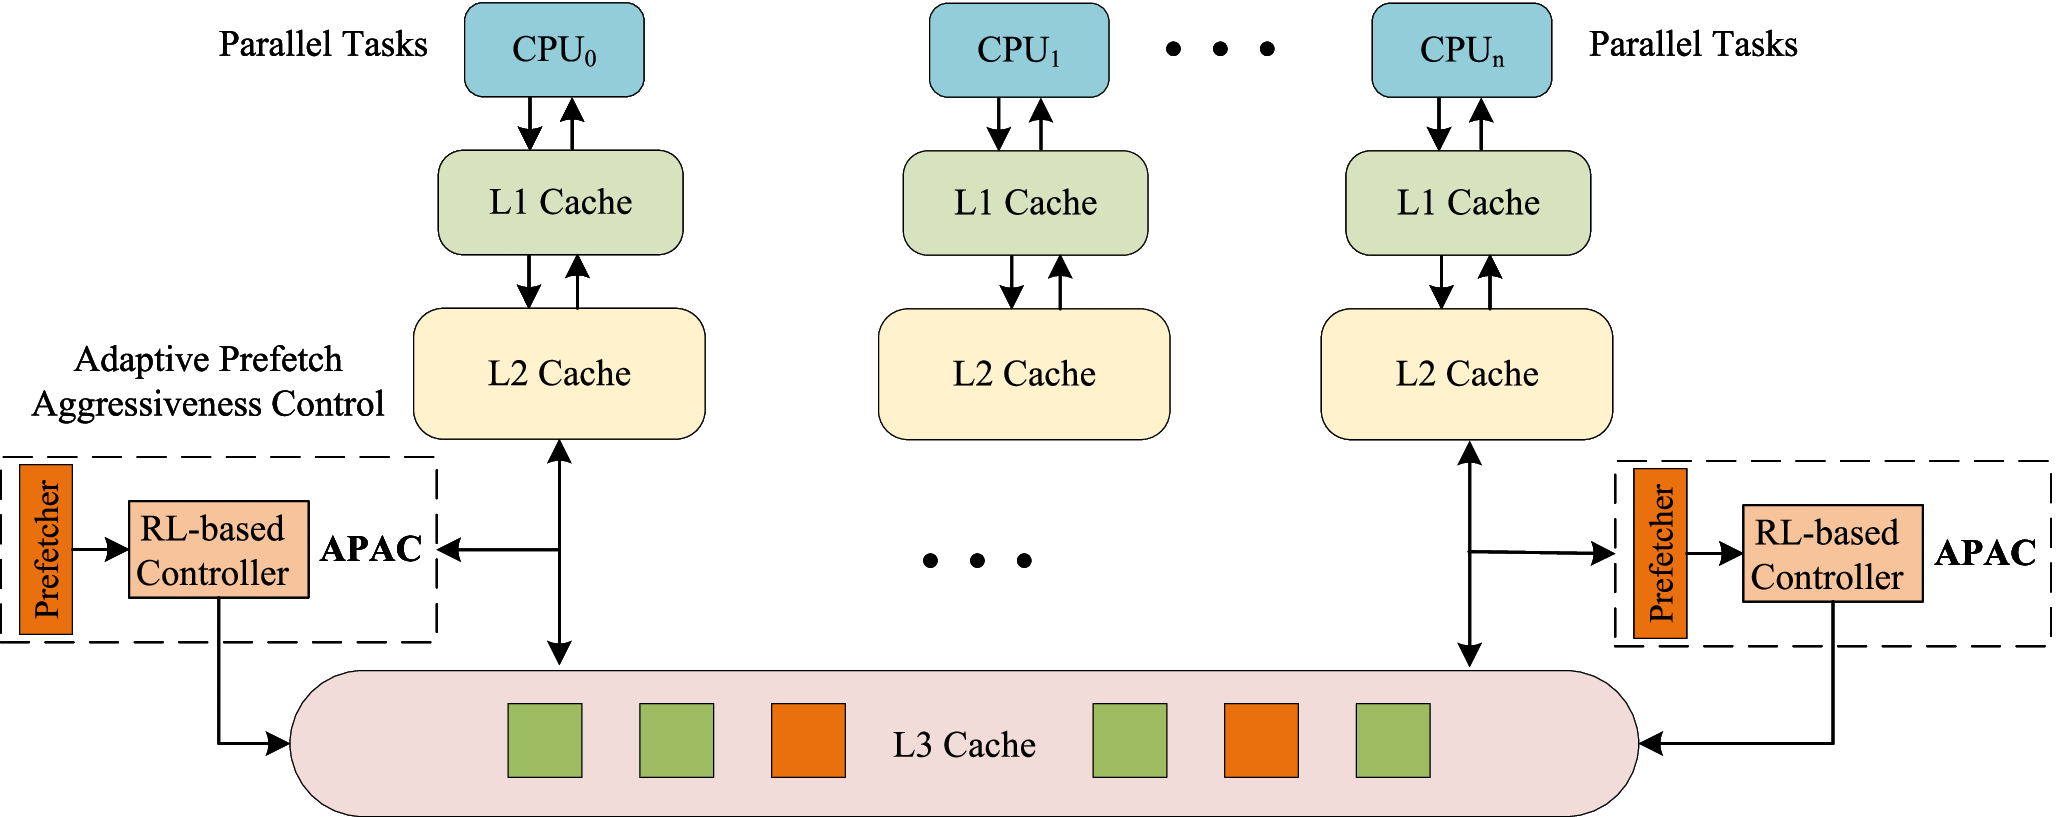 Parallel Tasks
CPU₀
CPU₁
CPUₙ
Parallel Tasks
L1 Cache
L1 Cache
L1 Cache
L2 Cache
L2 Cache
L2 Cache
Adaptive Prefetch
Aggressiveness Control
Prefetcher
RL-based
Controller
APAC
Prefetcher
RL-based
Controller
APAC
L3 Cache